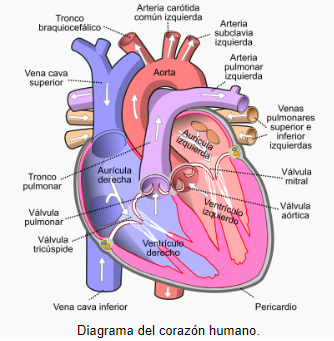 Tronco
braquiocefálico
Arteria carótida
común izquierda
Arteria
subclavia
izquierda
Arteria
pulmonar
izquierda
Vena cava
superior
Aorta
Venas
pulmonares
superior e
inferior
izquierdas
Aurícula
izquierda
Tronco
pulmonar
Aurícula
derecha
Válvula
mitral
Válvula
pulmonar
Ventrículo
izquierdo
Válvula
aórtica
Válvula
tricúspide
Ventrículo
derecho
Vena cava inferior
Pericardio
Diagrama del corazón humano.